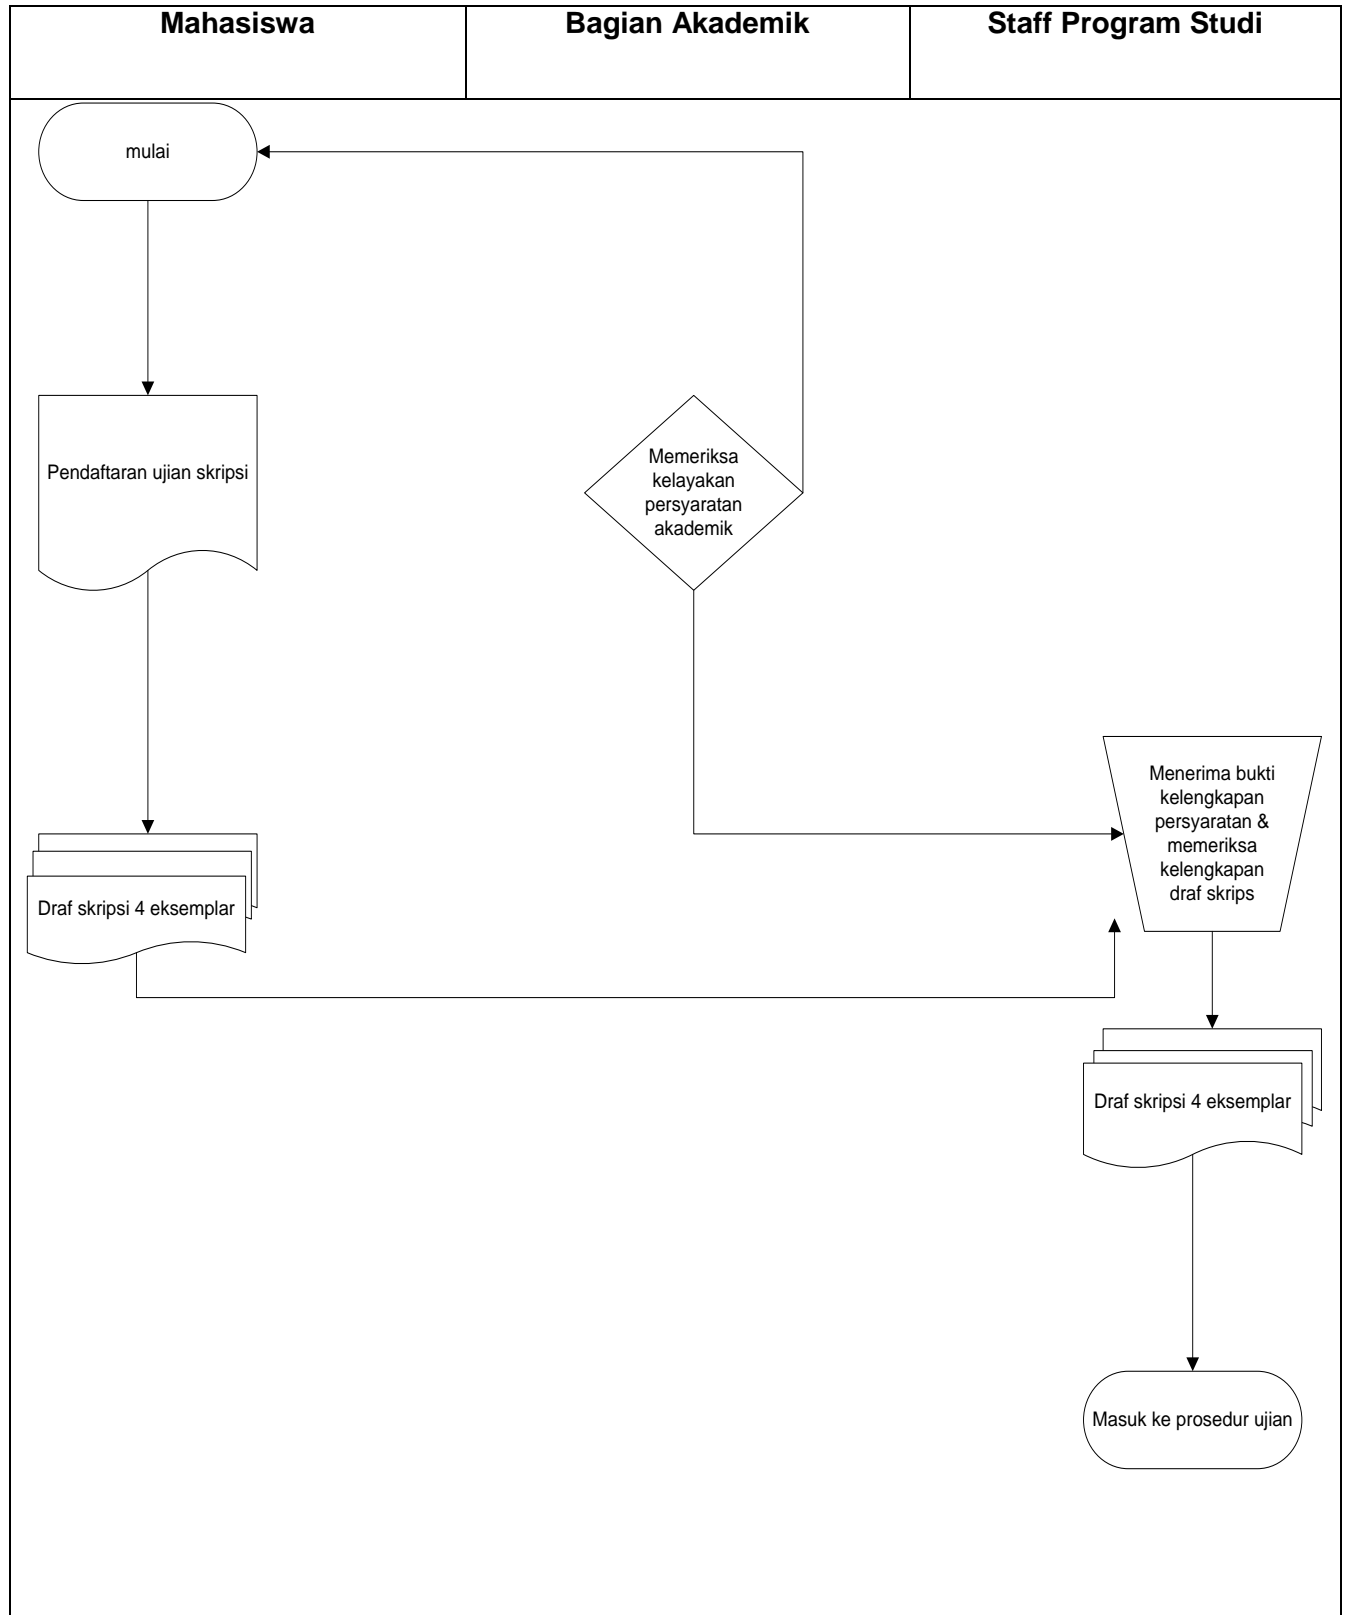 Mahasiswa
Bagian Akademik
Staff Program Studi
mulai
Pendaftaran ujian skripsi
Memeriksa
kelayakan
persyaratan
akademik
Menerima bukti
kelengkapan
persyaratan &
memeriksa
kelengkapan
draf skrips
Draf skripsi 4 eksemplar
Draf skripsi 4 eksemplar
Masuk ke prosedur ujian